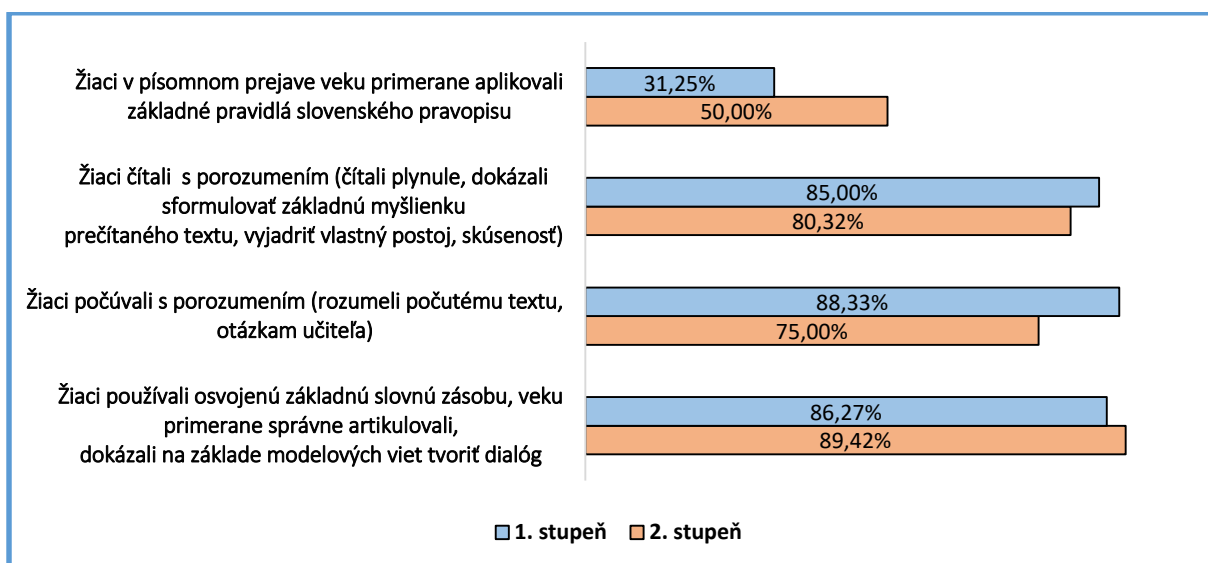 Žiaci v písomnom prejave veku primerane aplikovali
základné pravidlá slovenského pravopisu
31,25%
50,00%
Žiaci čítali  s porozumením (čítali plynule, dokázali
sformulovať základnú myšlienku
prečítaného textu, vyjadriť vlastný postoj, skúsenosť)
85,00%
80,32%
Žiaci počúvali s porozumením (rozumeli počutému textu,
otázkam učiteľa)
88,33%
75,00%
Žiaci používali osvojenú základnú slovnú zásobu, veku
primerane správne artikulovali,
dokázali na základe modelových viet tvoriť dialóg
86,27%
89,42%
1. stupeň 2. stupeň